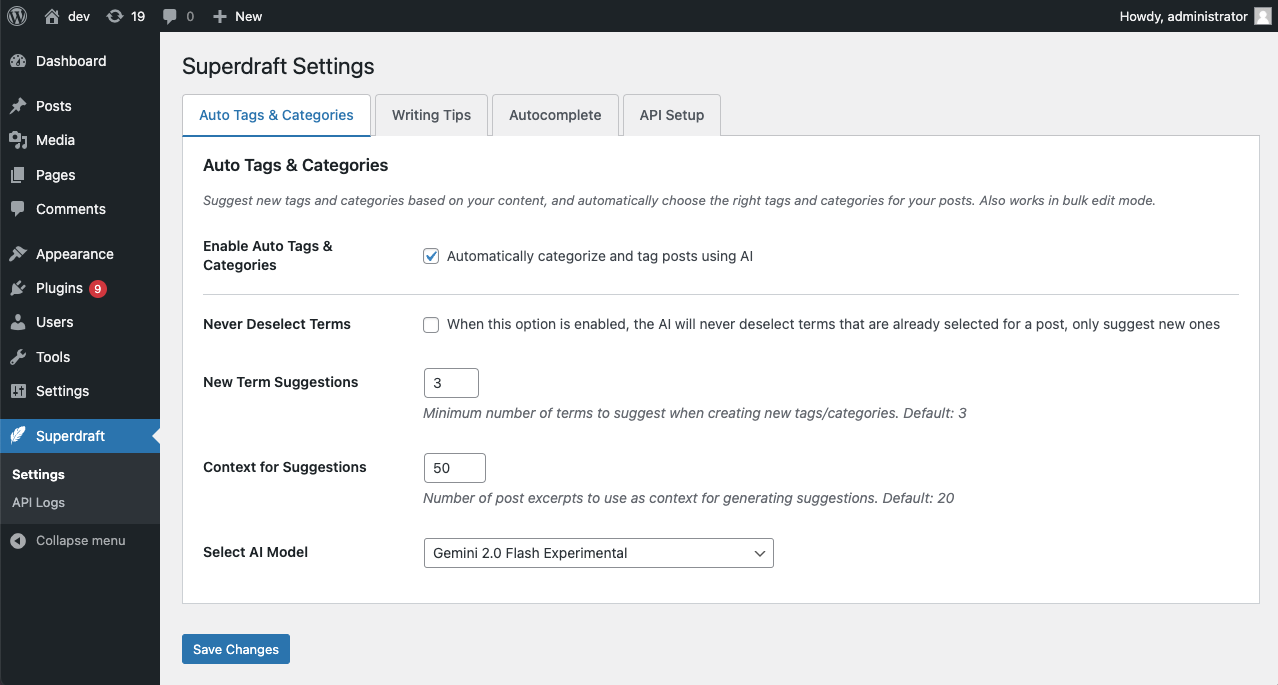 dev 19 0 New Howdy, administrator
Dashboard
Posts
Media
Pages
Comments
Appearance
Plugins 9
Users
Tools
Settings
Superdraft
Settings
API Logs
Collapse menu
Superdraft Settings
Auto Tags & Categories Writing Tips Autocomplete API Setup
Auto Tags & Categories
Suggest new tags and categories based on your content, and automatically choose the right tags and categories for your posts. Also works in bulk edit mode.
Enable Auto Tags &
Categories
Automatically categorize and tag posts using AI
Never Deselect Terms
When this option is enabled, the AI will never deselect terms that are already selected for a post, only suggest new ones
New Term Suggestions
3
Minimum number of terms to suggest when creating new tags/categories. Default: 3
Context for Suggestions
50
Number of post excerpts to use as context for generating suggestions. Default: 20
Select AI Model
Gemini 2.0 Flash Experimental
Save Changes